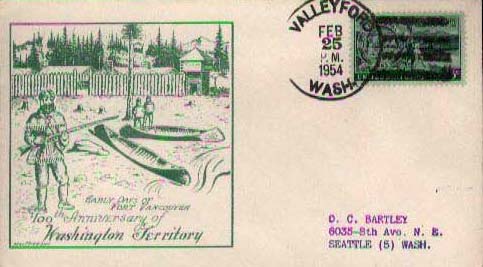 VALLEYFORD
FEB
25
P.M.
1954
WASH.
EARLY DAYS OF
FORT VANCOUVER
100th Anniversary of
Washington Territory
O. C. BARTLEY
6035-8th Ave. N. E.
SEATTLE (5) WASH.